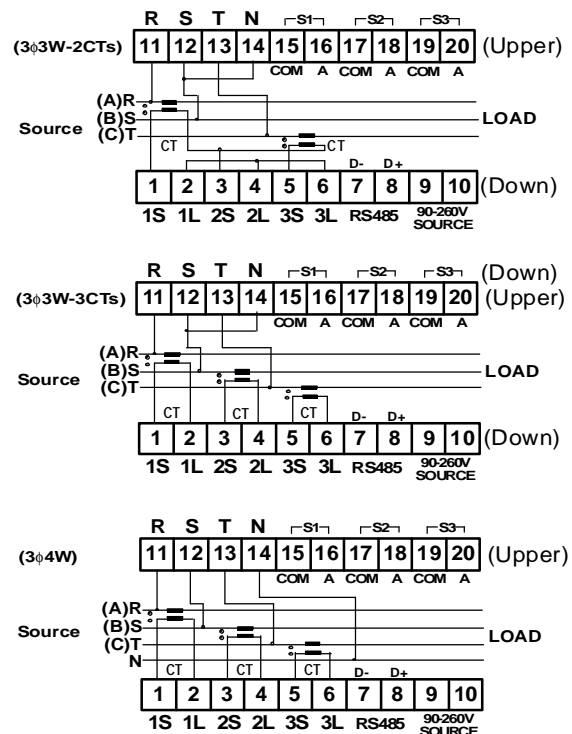 R S T N S1 S2 S3
(3ϕ3W-2CTs) 11 12 13 14 15 16 17 18 19 20 (Upper)
COM A COM A COM A
(A)R
Source (B)S LOAD
(C)T
CT CT
D- D+
1 2 3 4 5 6 7 8 9 10 (Down)
1S 1L 2S 2L 3S 3L RS485 90-260V
SOURCE
R S T N S1 S2 S3 (Down)
(3ϕ3W-3CTs) 11 12 13 14 15 16 17 18 19 20 (Upper)
COM A COM A COM A
(A)R
Source (B)S LOAD
(C)T
CT CT CT D- D+
1 2 3 4 5 6 7 8 9 10 (Down)
1S 1L 2S 2L 3S 3L RS485 90-260V
SOURCE
R S T N S1 S2 S3
(3ϕ4W) 11 12 13 14 15 16 17 18 19 20 (Upper)
COM A COM A COM A
(A)R
Source (B)S LOAD
(C)T
N
CT CT CT D- D+
1 2 3 4 5 6 7 8 9 10
1S 1L 2S 2L 3S 3L RS485 90-260V
SOURCE